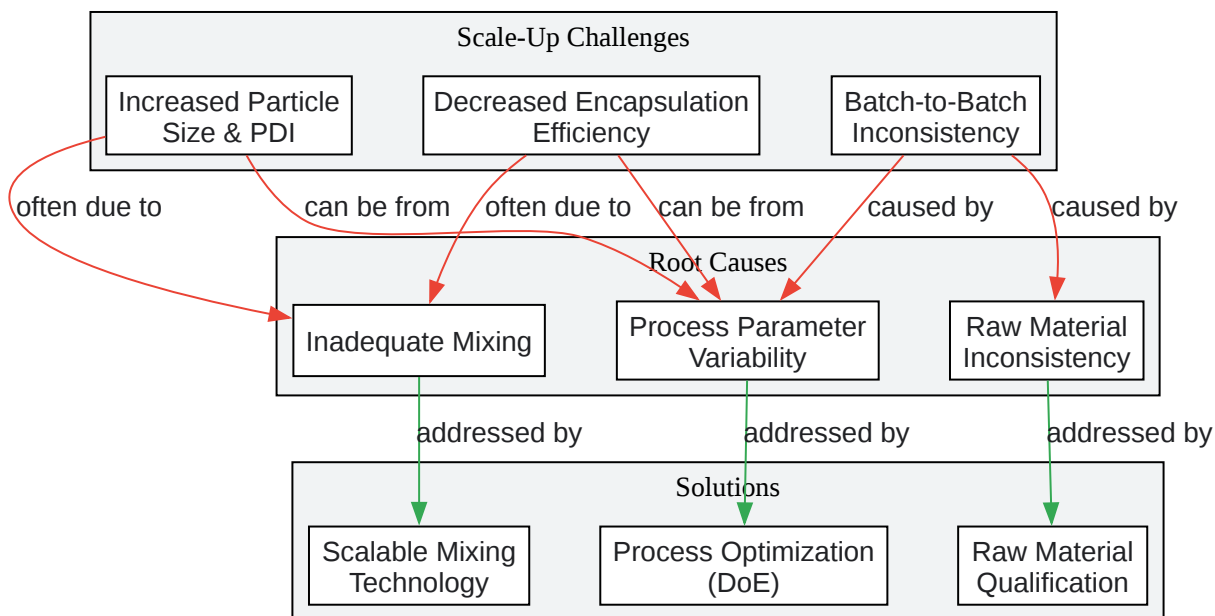 Scale-Up Challenges
Increased Particle
Size & PDI
Decreased Encapsulation
Efficiency
Batch-to-Batch
Inconsistency
often due to
can be from
often due to
can be from
caused by
caused by
Root Causes
Inadequate Mixing
Process Parameter
Variability
Raw Material
Inconsistency
addressed by
addressed by
addressed by
Solutions
Scalable Mixing
Technology
Process Optimization
(DoE)
Raw Material
Qualification